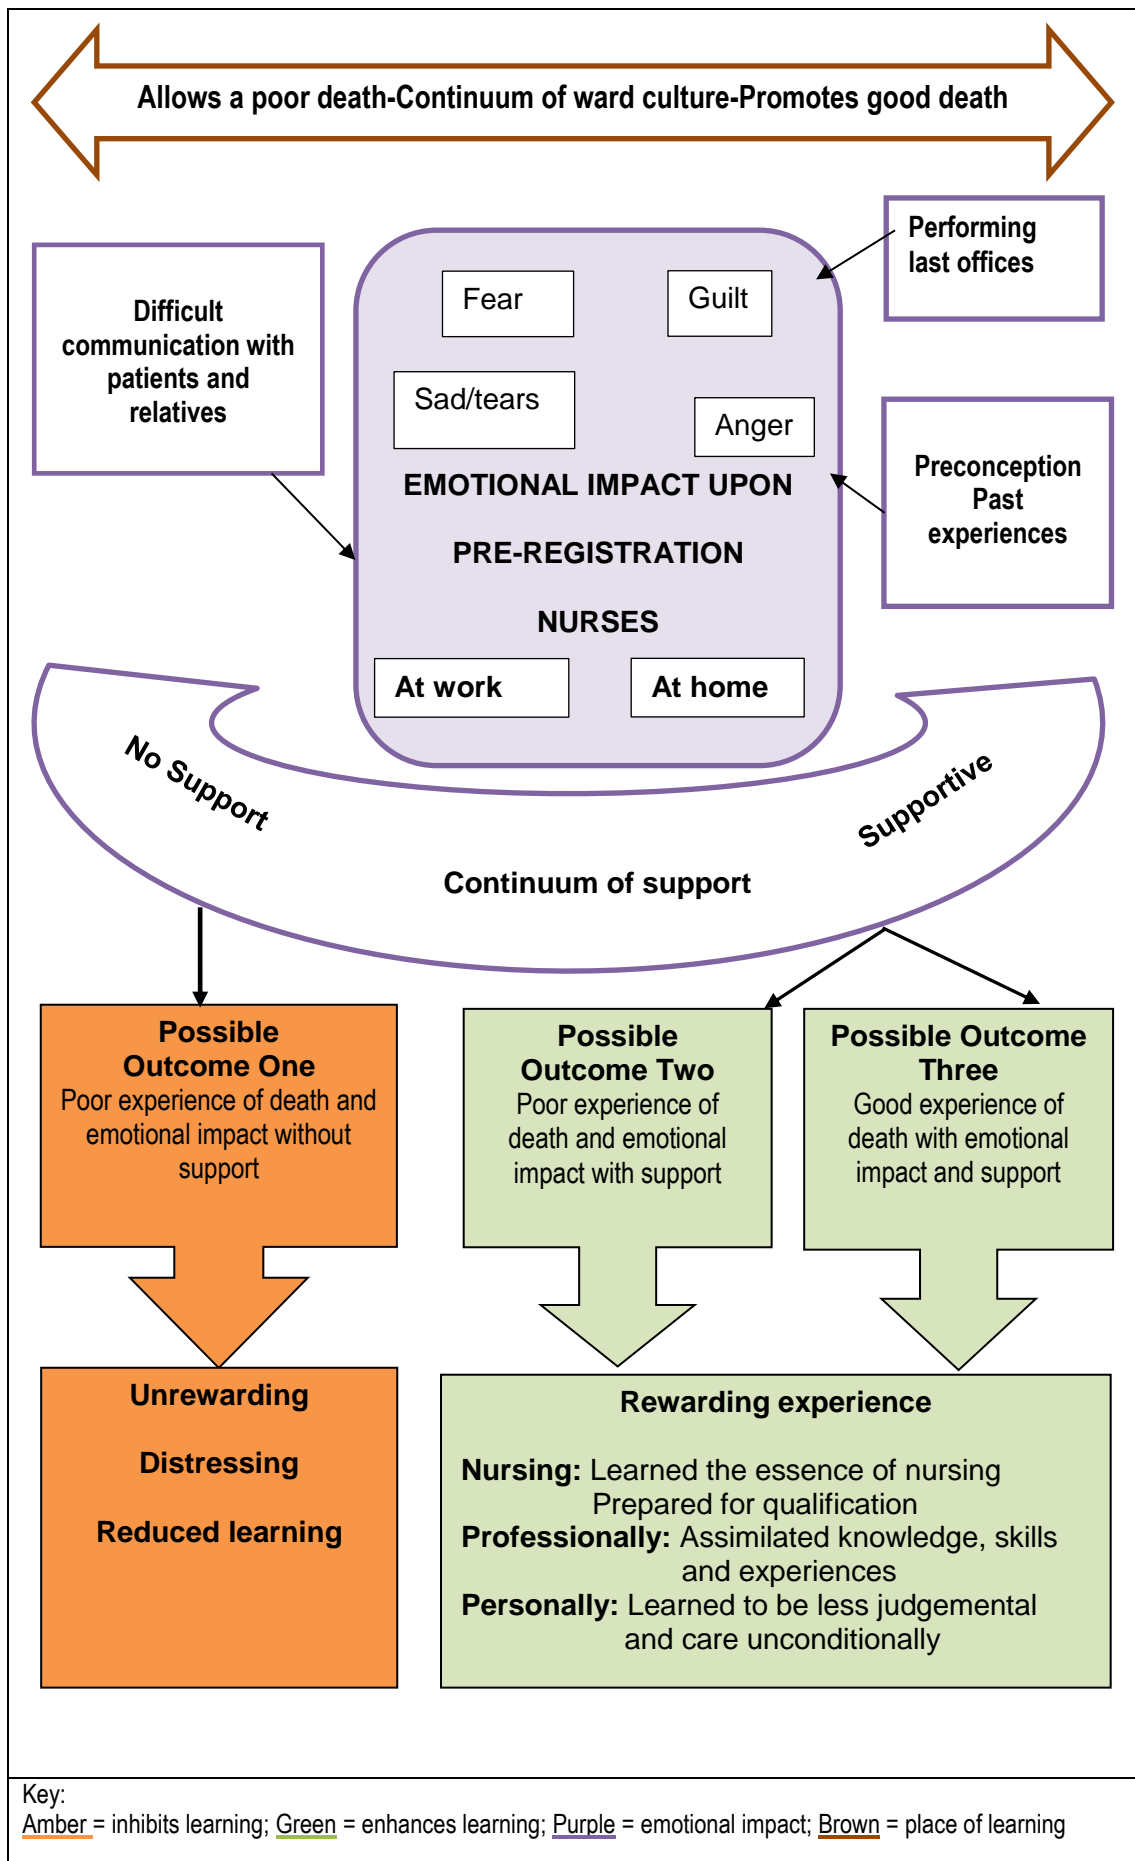 Allows a poor death-Continuum of ward culture-Promotes good death
Performing
last offices
Difficult
communication with
patients and
relatives
Fear
Guilt
Sad/tears
Anger
Preconception
Past
experiences
EMOTIONAL IMPACT UPON
PRE-REGISTRATION
NURSES
At work
At home
No Support
Supportive
Continuum of support
Possible
Outcome One
Poor experience of death and
emotional impact without
support
Possible
Outcome Two
Poor experience of
death and emotional
impact with support
Possible Outcome
Three
Good experience of
death with emotional
impact and support
Unrewarding
Distressing
Reduced learning
Rewarding experience
Nursing: Learned the essence of nursing
Prepared for qualification
Professionally: Assimilated knowledge, skills
and experiences
Personally: Learned to be less judgemental
and care unconditionally
Key:
Amber = inhibits learning; Green = enhances learning; Purple = emotional impact; Brown = place of learning